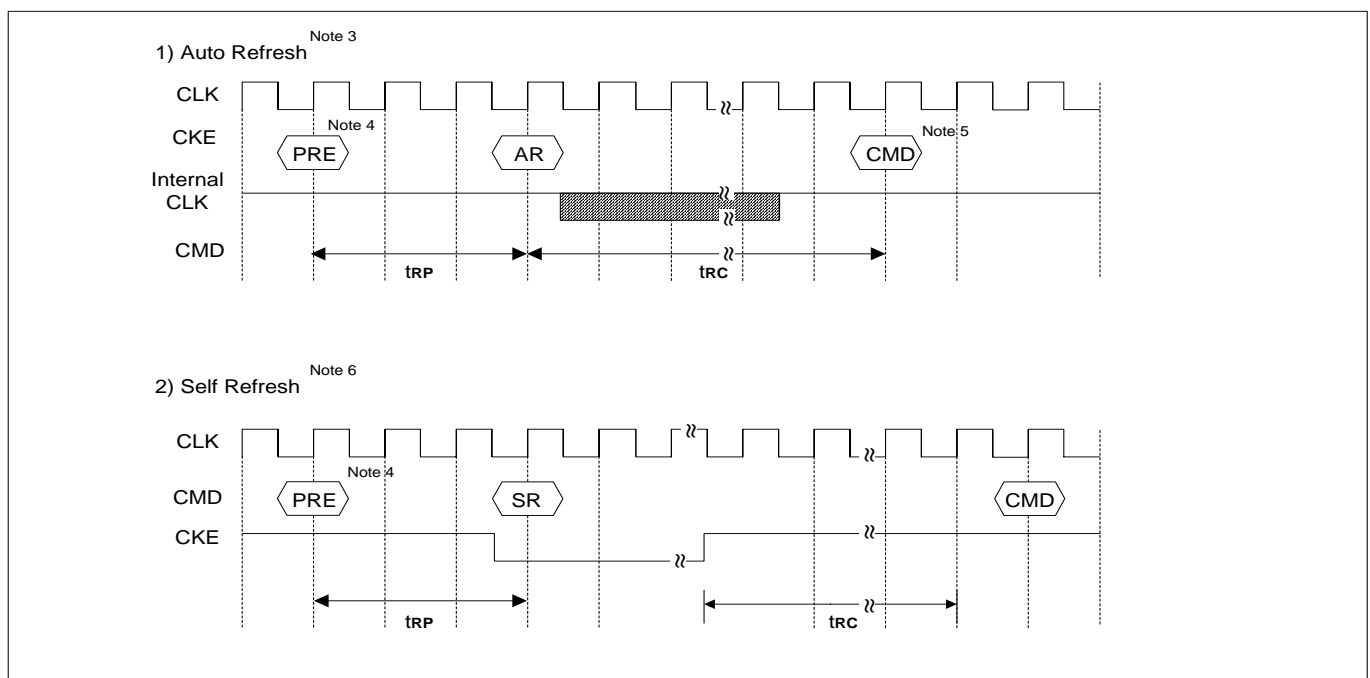 1) Auto Refresh Note 3
CLK
CKE
Note 4
Note 5
PRE
AR
CMD
Internal
CLK
CMD
tRP
tRC
2) Self Refresh Note 6
CLK
Note 4
CMD
PRE
SR
CMD
CKE
tRP
tRC